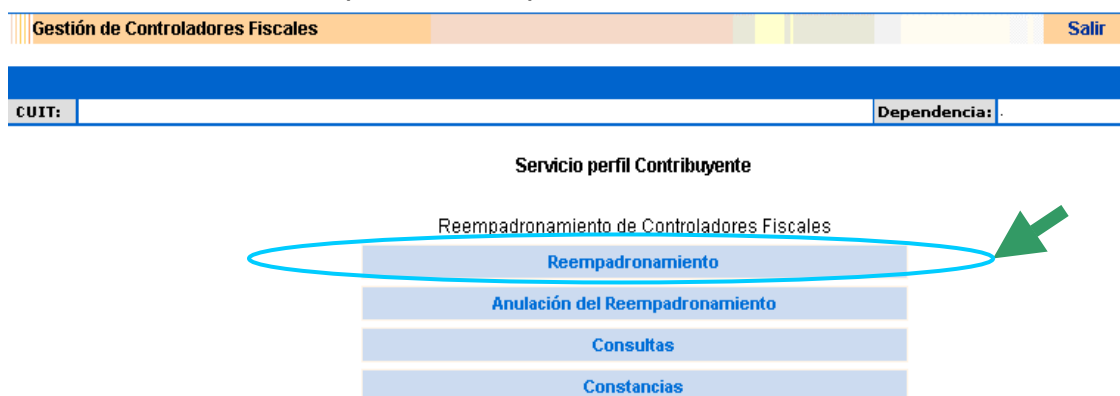 Gestión de Controladores Fiscales Salir
CUIT: Dependencia:
Servicio perfil Contribuyente
Reempadronamiento de Controladores Fiscales
Reempadronamiento
Anulación del Reempadronamiento
Consultas
Constancias